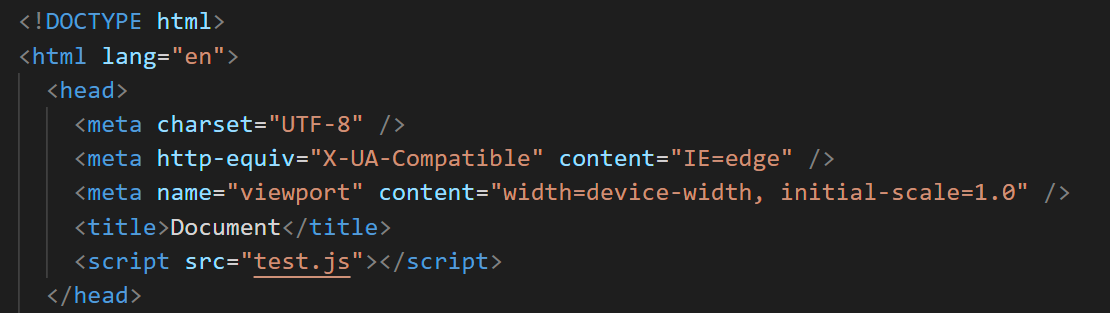 <!DOCTYPE html>
<html lang="en">
<head>
<meta charset="UTF-8" />
<meta http-equiv="X-UA-Compatible" content="IE=edge" />
<meta name="viewport" content="width=device-width, initial-scale=1.0" />
<title>Document</title>
<script src="test.js"></script>
</head>